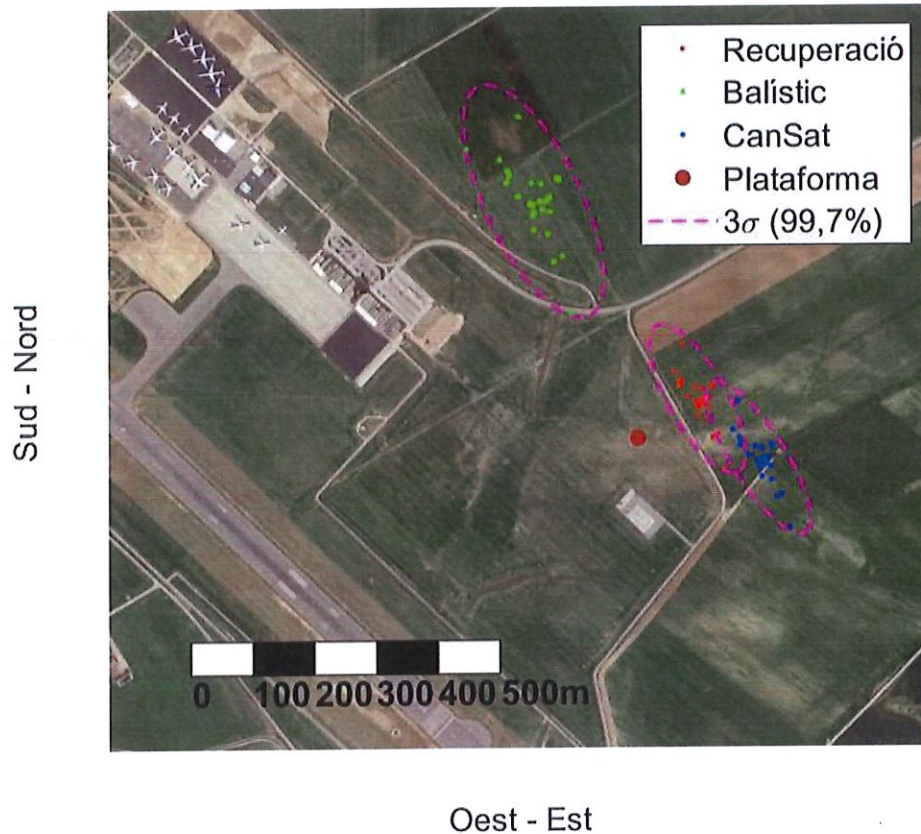 Recuperació
Balístic
CanSat
Plataforma
3σ (99,7%)
Sud - Nord
0 100 200 300 400 500m
Oest - Est